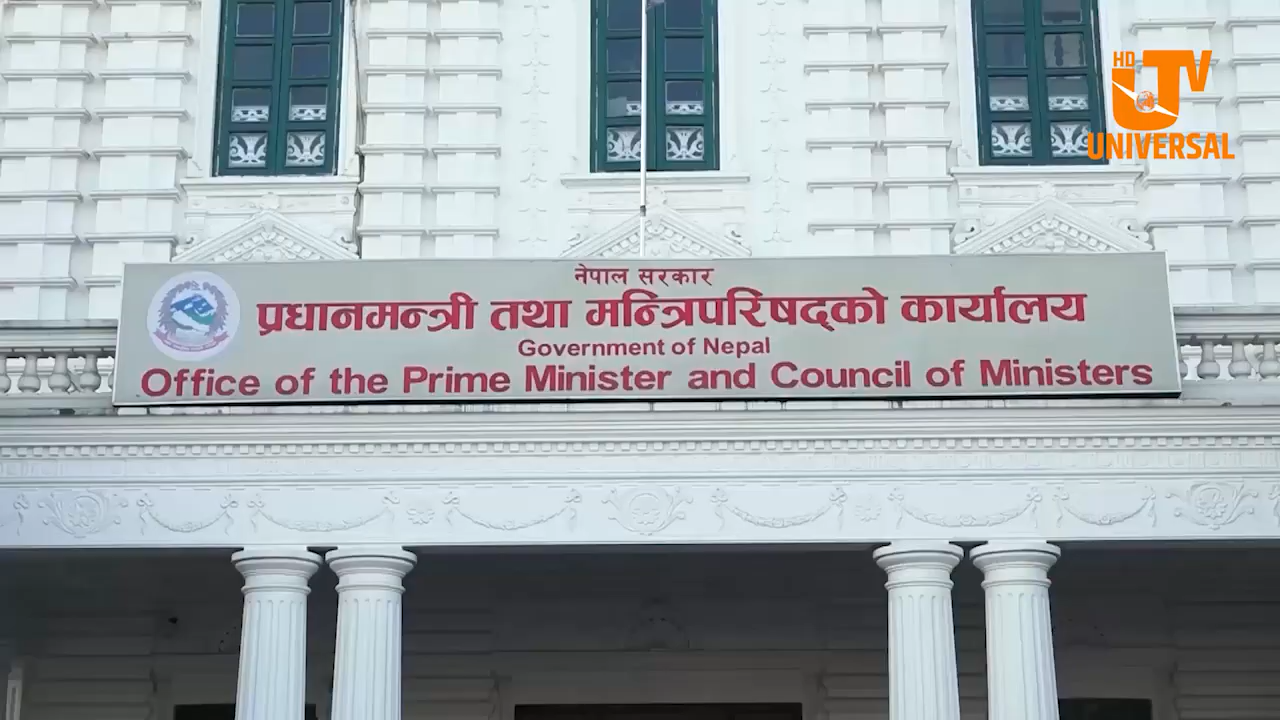 HD
UTV
UNIVERSAL
नेपाल सरकार
प्रधानमन्त्री तथा मन्त्रिपरिषद्को कार्यालय
Government of Nepal
Office of the Prime Minister and Council of Ministers